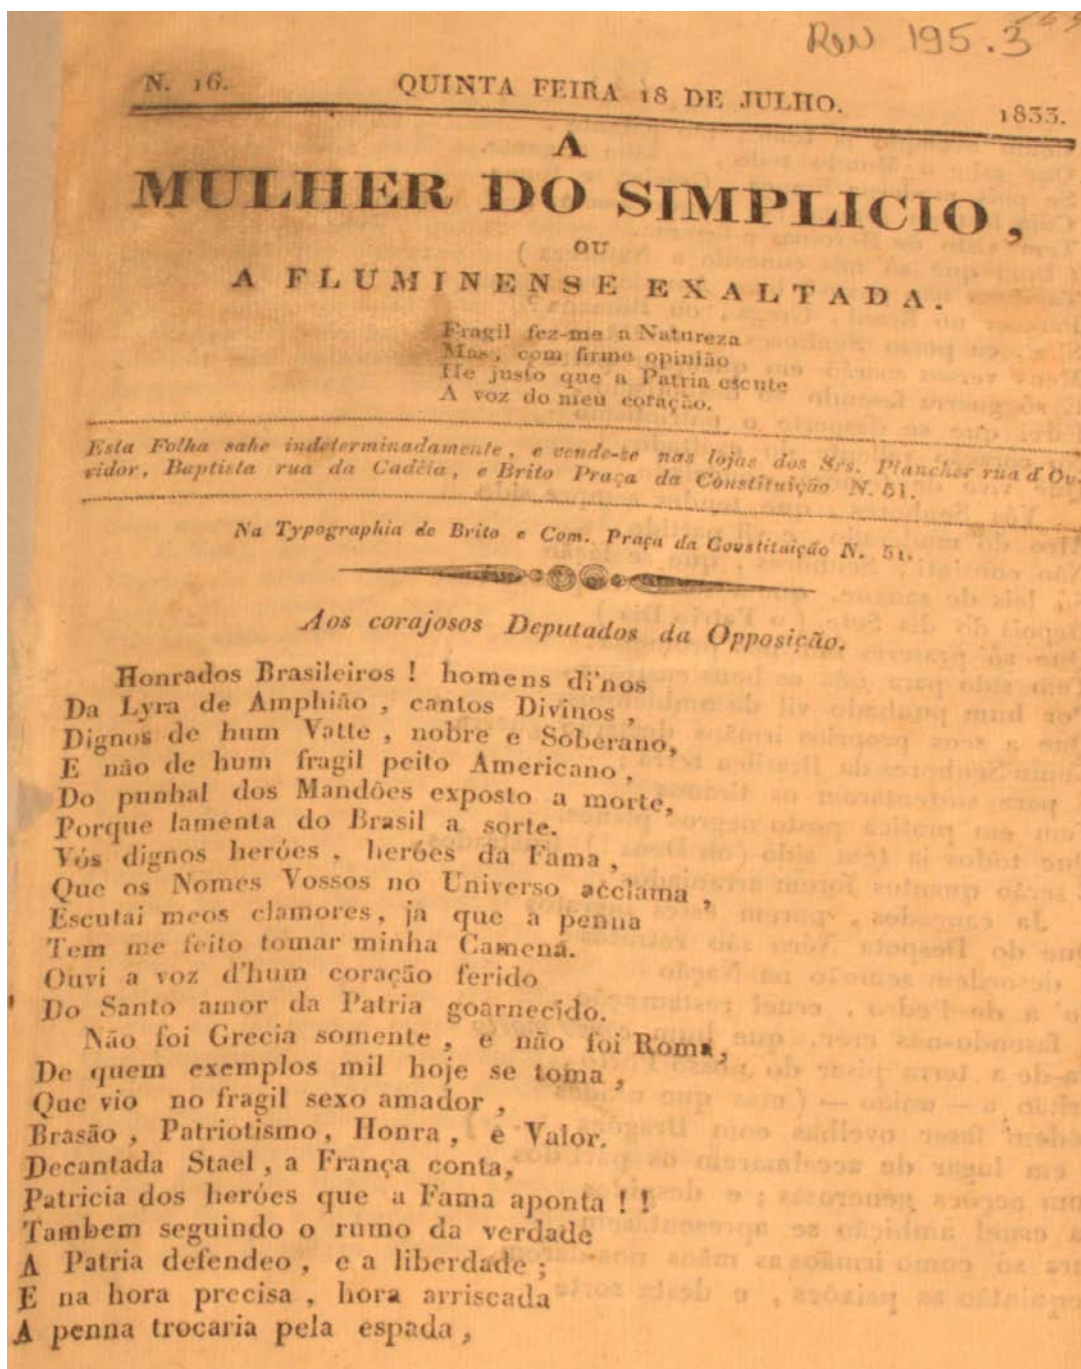 Rev 195.3
N. 16. QUINTA FEIRA 18 DE JULHO. 1833.
A
MULHER DO SIMPLICIO,
OU
A FLUMINENSE EXALTADA.
Fragil fez-me a Natureza
Mas, com firme opinião
He justo que a Patria escute
A voz do meu coração.
Esta Folha sahe indeterminadamente, e vende-se nas lojas dos Srs. Plancher rua d'Ou-
vidor, Baptista rua da Cadêia, e Brito Praça da Constituição N. 51.
Na Typographia de Brito e Com. Praça da Constituição N. 51.
Aos corajosos Deputados da Opposição.
Honrados Brasileiros ! homens di'nos
Da Lyra de Amphião, cantos Divinos,
Dignos de hum Vatte, nobre e Soberano,
E não de hum fragil peito Americano,
Do punhal dos Mandões exposto a morte,
Porque lamenta do Brasil a sorte.
Vós dignos heróes, heróes da Fama,
Que os Nomes Vossos no Universo acclama,
Escutai meos clamores, ja que a penna
Tem me feito tomar minha Camena.
Ouvi a voz d'hum coração ferido
Do Santo amor da Patria goarnecido.
Não foi Grecia somente, e não foi Roma,
De quem exemplos mil hoje se toma,
Que vio no fragil sexo amador,
Brasão, Patriotismo, Honra, e Valor.
Decantada Stael, a França conta,
Patricia dos heróes que a Fama aponta ! !
Tambem seguindo o rumo da verdade
A Patria defendeo, e a liberdade ;
E na hora precisa, hora arriscada
A penna trocaria pela espada,